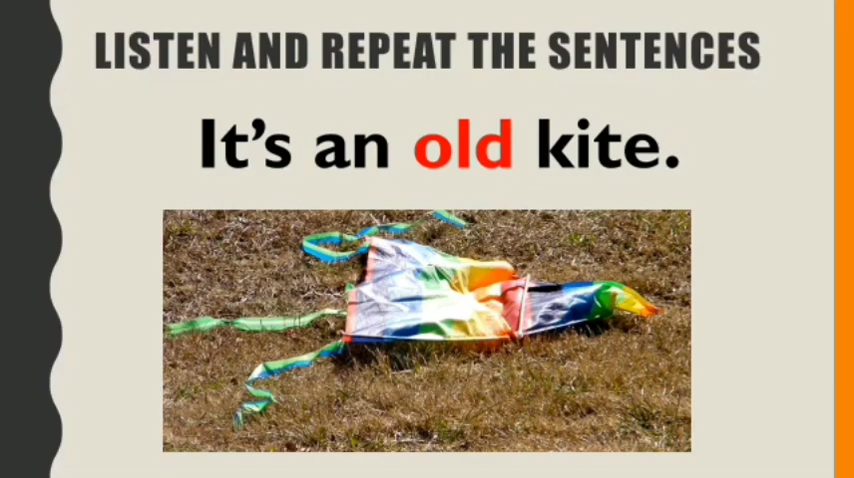 LISTEN AND REPEAT THE SENTENCES
It's an old kite.